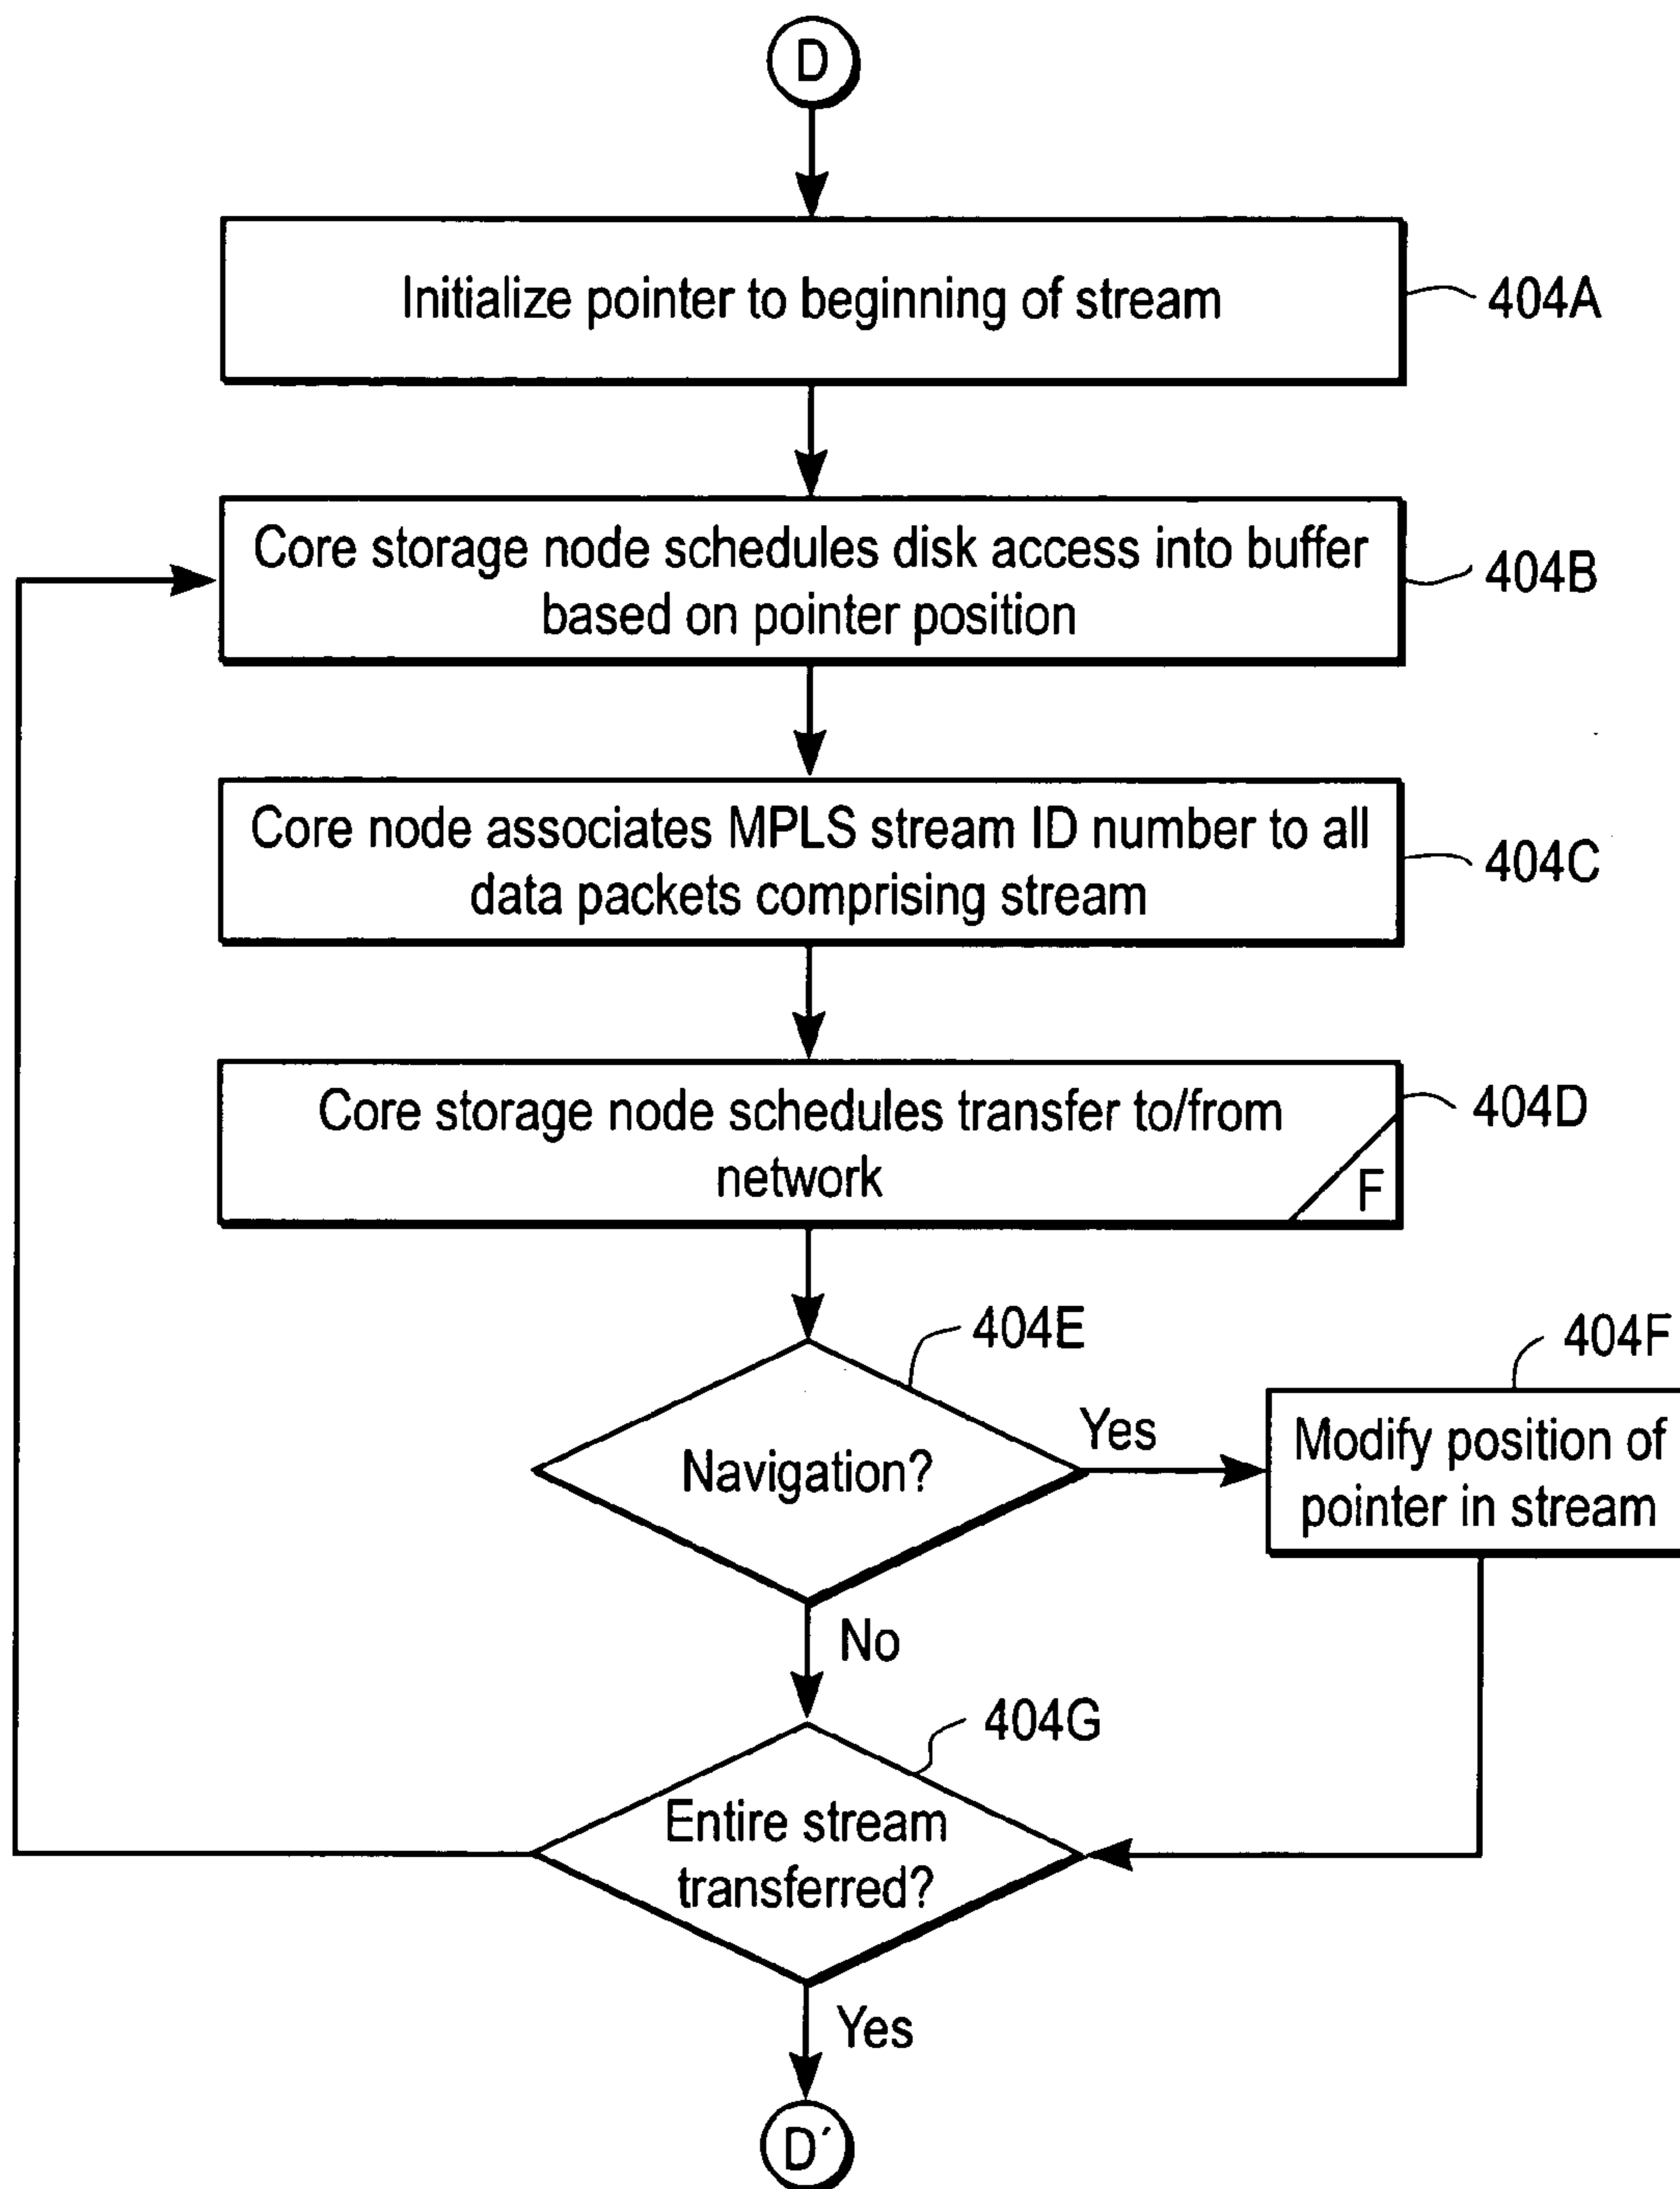 D
Initialize pointer to beginning of stream
404A
Core storage node schedules disk access into buffer
based on pointer position
404B
Core node associates MPLS stream ID number to all
data packets comprising stream
404C
Core storage node schedules transfer to/from
network
F
404D
404E
Navigation?
Yes
404F
Modify position of
pointer in stream
No
404G
Entire stream
transferred?
Yes
D´